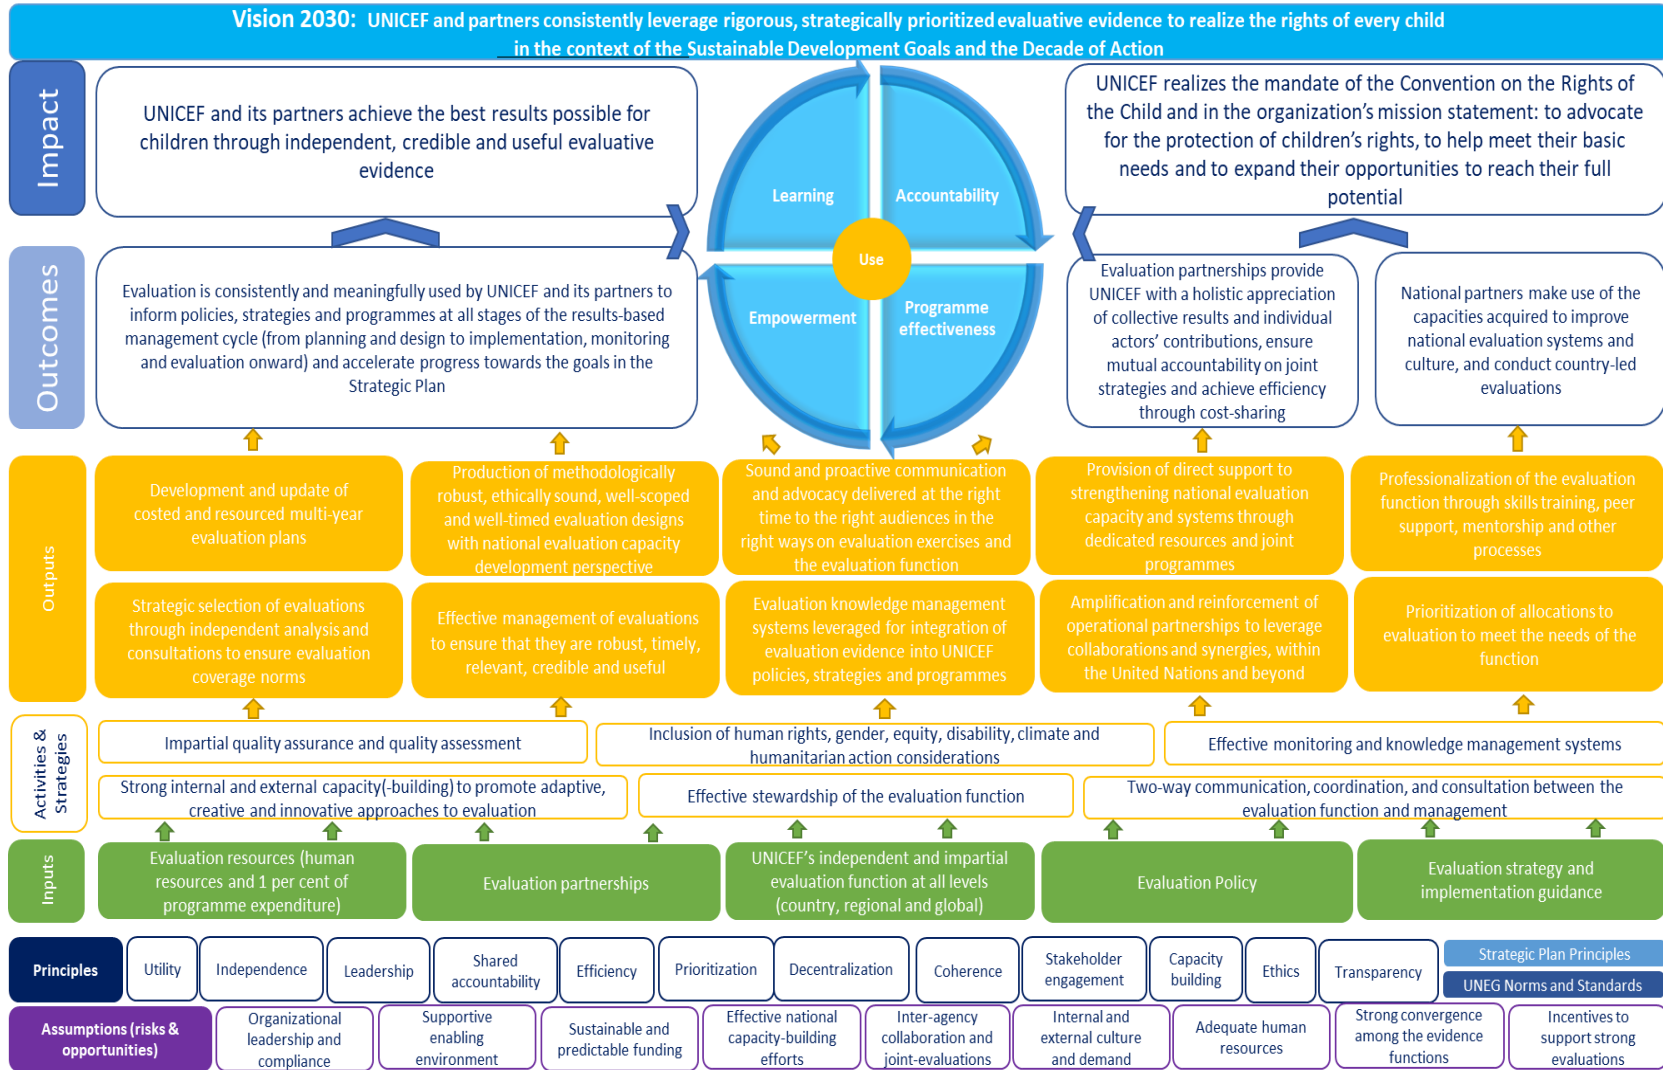 Vision 2030: UNICEF and partners consistently leverage rigorous, strategically prioritized evaluative evidence to realize the rights of every child
in the context of the Sustainable Development Goals and the Decade of Action
Impact
UNICEF and its partners achieve the best results possible for
children through independent, credible and useful evaluative
evidence
Learning
Accountability
Use
Empowerment
Programme
effectiveness
UNICEF realizes the mandate of the Convention on the Rights of
the Child and in the organization's mission statement: to advocate
for the protection of children's rights, to help meet their basic
needs and to expand their opportunities to reach their full
potential
Outcomes
Evaluation is consistently and meaningfully used by UNICEF and its partners to
inform policies, strategies and programmes at all stages of the results-based
management cycle (from planning and design to implementation, monitoring
and evaluation onward) and accelerate progress towards the goals in the
Strategic Plan
Evaluation partnerships provide
UNICEF with a holistic appreciation
of collective results and individual
actors' contributions, ensure
mutual accountability on joint
strategies and achieve efficiency
through cost-sharing
National partners make use of the
capacities acquired to improve
national evaluation systems and
culture, and conduct country-led
evaluations
Outputs
Development and update of
costed and resourced multi-year
evaluation plans
Production of methodologically
robust, ethically sound, well-scoped
and well-timed evaluation designs
with national evaluation capacity
development perspective
Sound and proactive communication
and advocacy delivered at the right
time to the right audiences in the
right ways on evaluation exercises and
the evaluation function
Provision of direct support to
strengthening national evaluation
capacity and systems through
dedicated resources and joint
programmes
Professionalization of the evaluation
function through skills training, peer
support, mentorship and other
processes
Strategic selection of evaluations
through independent analysis and
consultations to ensure evaluation
coverage norms
Effective management of evaluations
to ensure that they are robust, timely,
relevant, credible and useful
Evaluation knowledge management
systems leveraged for integration of
evaluation evidence into UNICEF
policies, strategies and programmes
Amplification and reinforcement of
operational partnerships to leverage
collaborations and synergies, within
the United Nations and beyond
Prioritization of allocations to
evaluation to meet the needs of the
function
Activities &
Strategies
Impartial quality assurance and quality assessment
Inclusion of human rights, gender, equity, disability, climate and
humanitarian action considerations
Effective monitoring and knowledge management systems
Strong internal and external capacity(-building) to promote adaptive,
creative and innovative approaches to evaluation
Effective stewardship of the evaluation function
Two-way communication, coordination, and consultation between the
evaluation function and management
Inputs
Evaluation resources (human
resources and 1 per cent of
programme expenditure)
Evaluation partnerships
UNICEF's independent and impartial
evaluation function at all levels
(country, regional and global)
Evaluation Policy
Evaluation strategy and
implementation guidance
Principles
Utility
Independence
Leadership
Shared
accountability
Efficiency
Prioritization
Decentralization
Coherence
Stakeholder
engagement
Capacity
building
Ethics
Transparency
Strategic Plan Principles
UNEG Norms and Standards
Assumptions (risks &
opportunities)
Organizational
leadership and
compliance
Supportive
enabling
environment
Sustainable and
predictable funding
Effective national
capacity-building
efforts
Inter-agency
collaboration and
joint-evaluations
Internal and
external culture
and demand
Adequate human
resources
Strong convergence
among the evidence
functions
Incentives to
support strong
evaluations